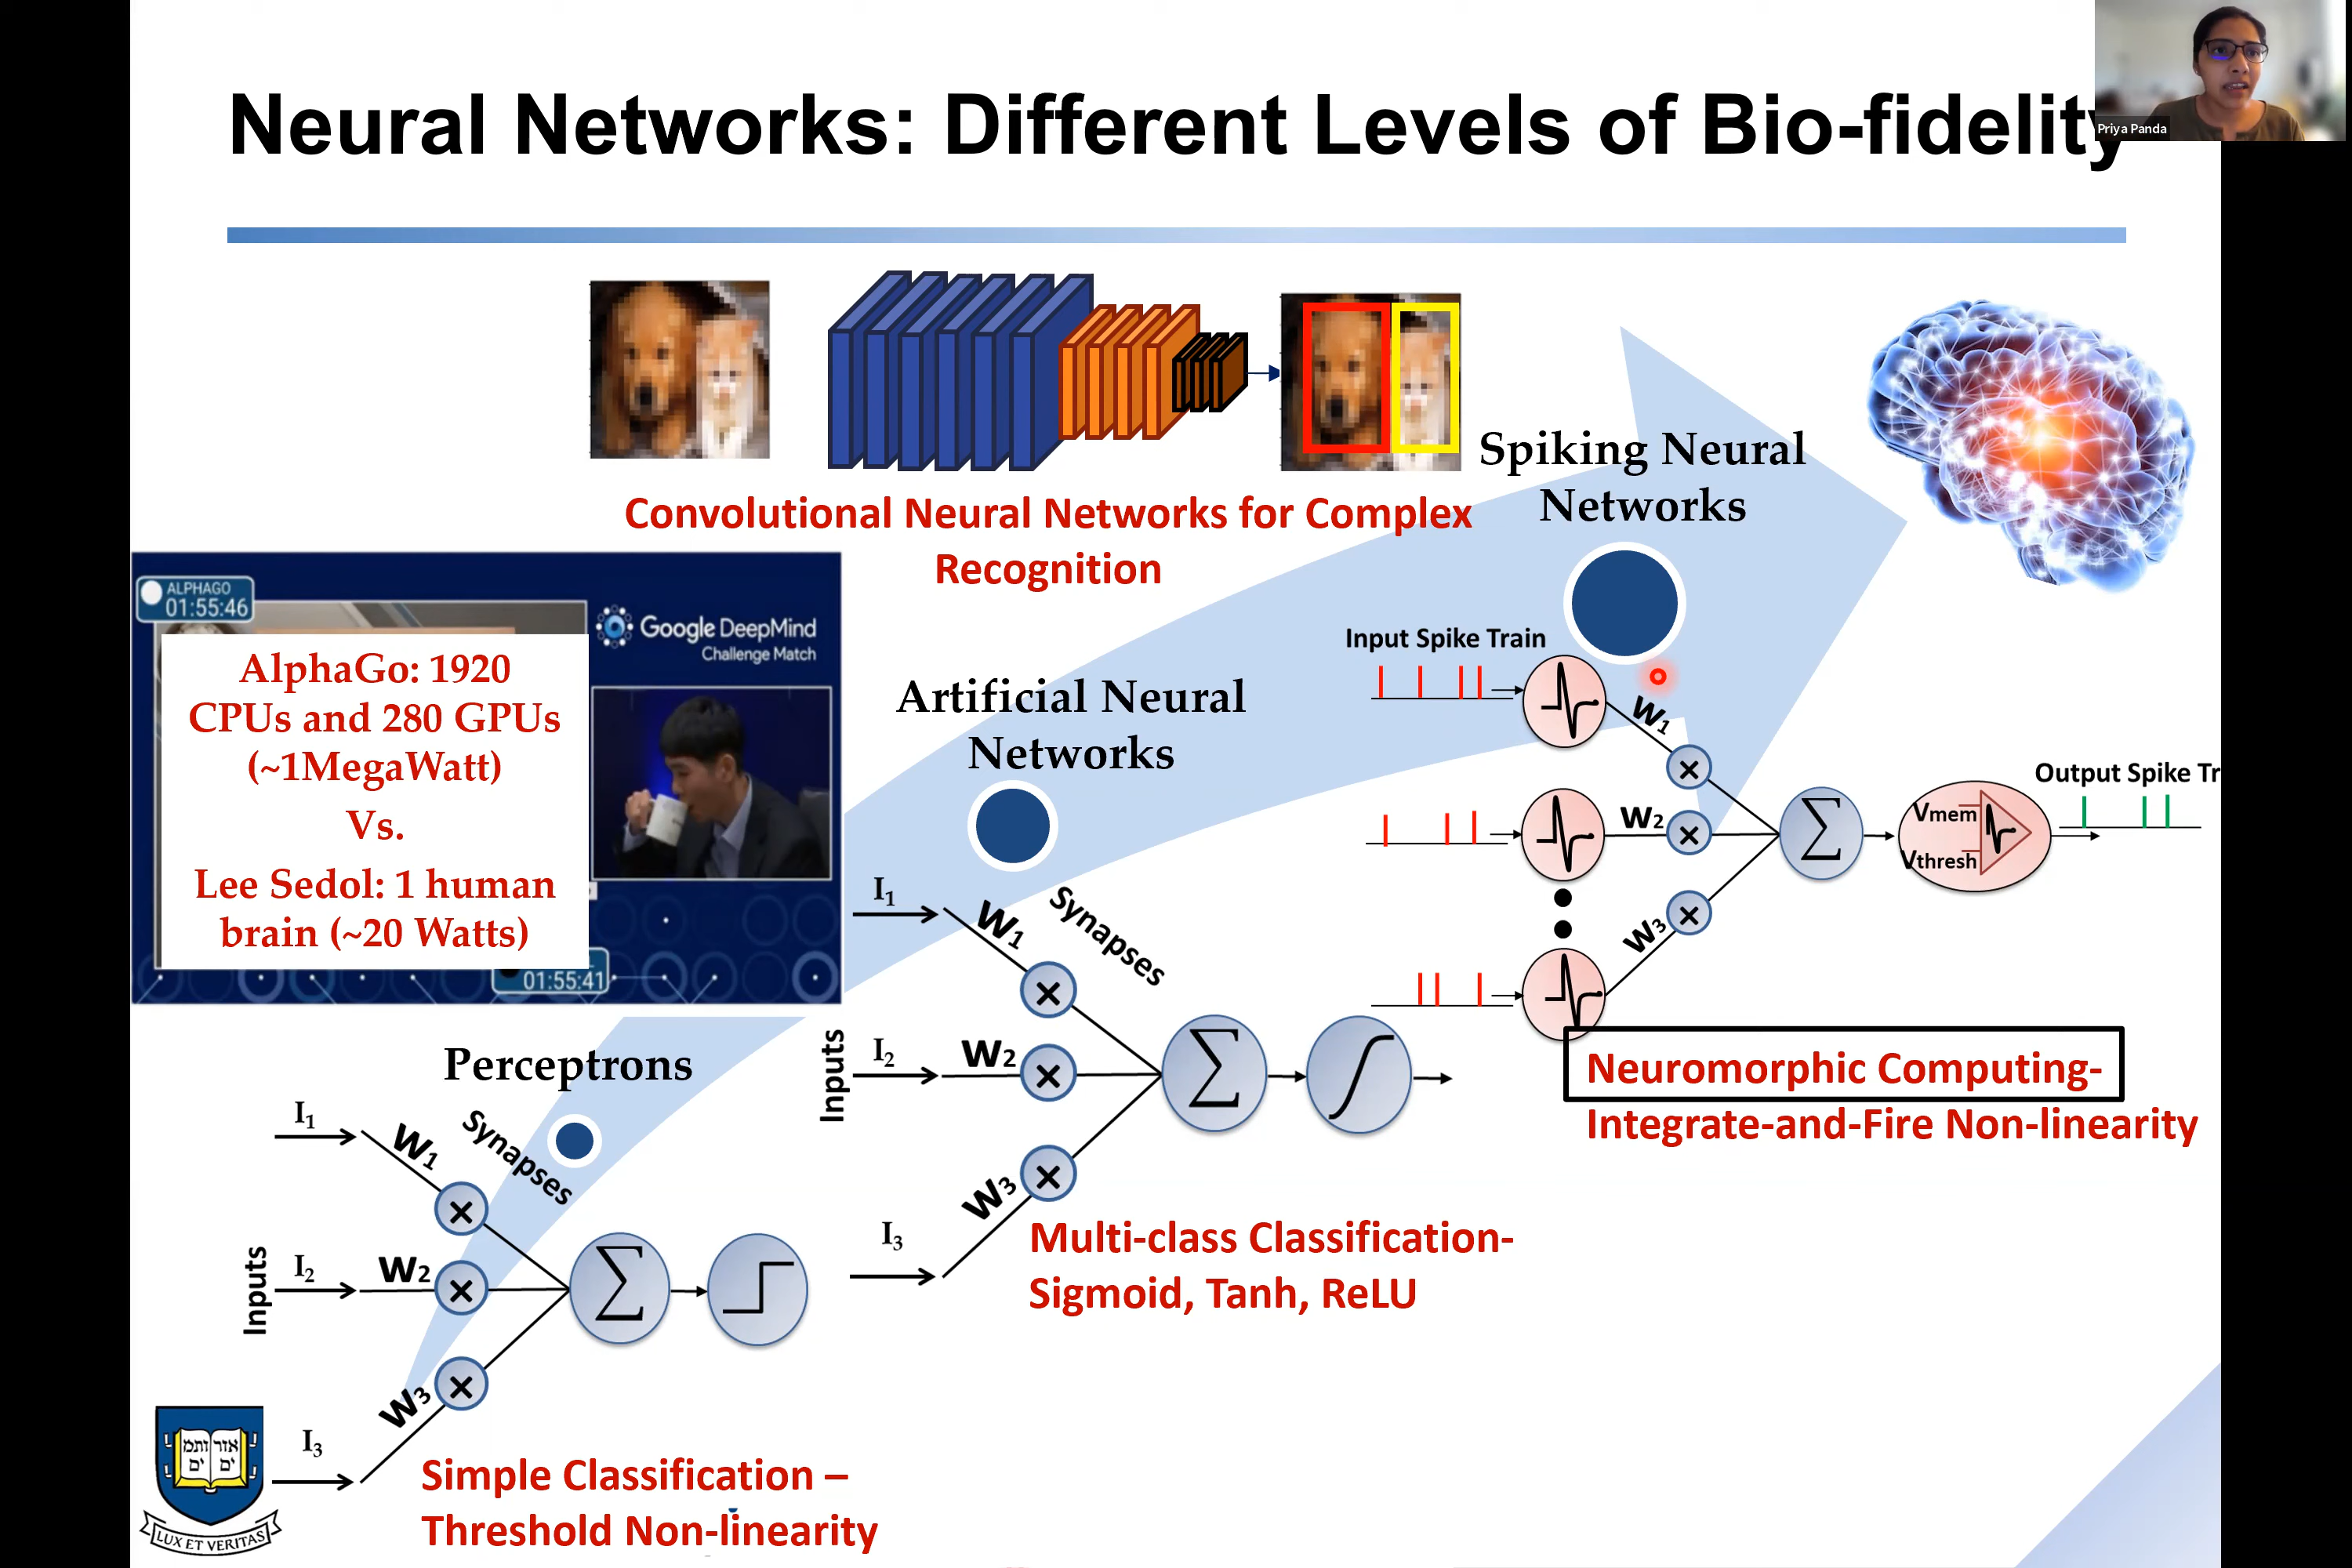 Neural Networks: Different Levels of Bio-fidelity
Priya Panda
Convolutional Neural Networks for Complex
Recognition
Spiking Neural
Networks
ALPHAGO
01:55:46
Google DeepMind
Challenge Match
AlphaGo: 1920
CPUs and 280 GPUs
(~1MegaWatt)
Vs.
Lee Sedol: 1 human
brain (~20 Watts)
01:55:41
Artificial Neural
Networks
Input Spike Train
W1
W2
W3
Σ
Vmem
Vthresh
Output Spike Tr
Neuromorphic Computing-
Integrate-and-Fire Non-linearity
Inputs
I1
I2
I3
W1
W2
W3
Synapses
Σ
Multi-class Classification-
Sigmoid, Tanh, ReLU
Perceptrons
Inputs
I1
I2
I3
W1
W2
W3
Synapses
Σ
Simple Classification –
Threshold Non-linearity
אורים ותמים
LUX ET VERITAS